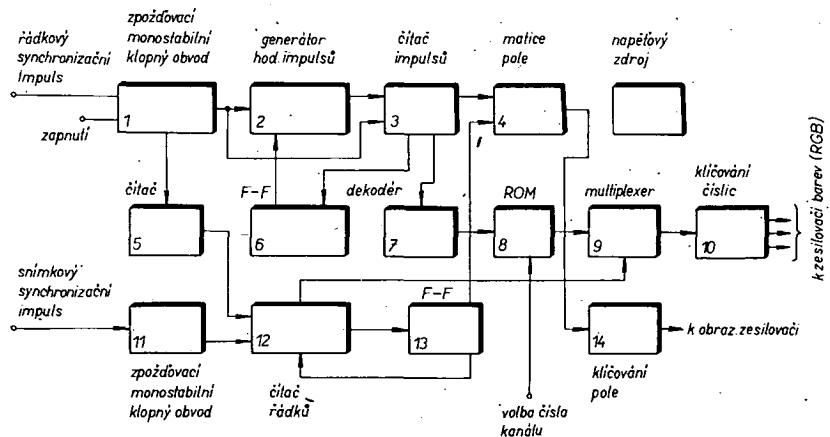 řádkový
synchronizační
impuls
zapnutí
zpožďovací
monostabilní
klopný obvod
1
generátor
hod. impulsů
2
čítač
impulsů
3
matice
pole
4
napěťový
zdroj
čítač
5
F-F
6
dekodér
7
ROM
8
multiplexer
9
klíčování
číslic
10
k zesilovači barev (RGB)
snímkový
synchronizační
impuls
11
zpožďovací
monostabilní
klopný obvod
12
čítač
řádků
F-F
13
volba čísla
kanálu
14
klíčování
pole
k obraz. zesilovači